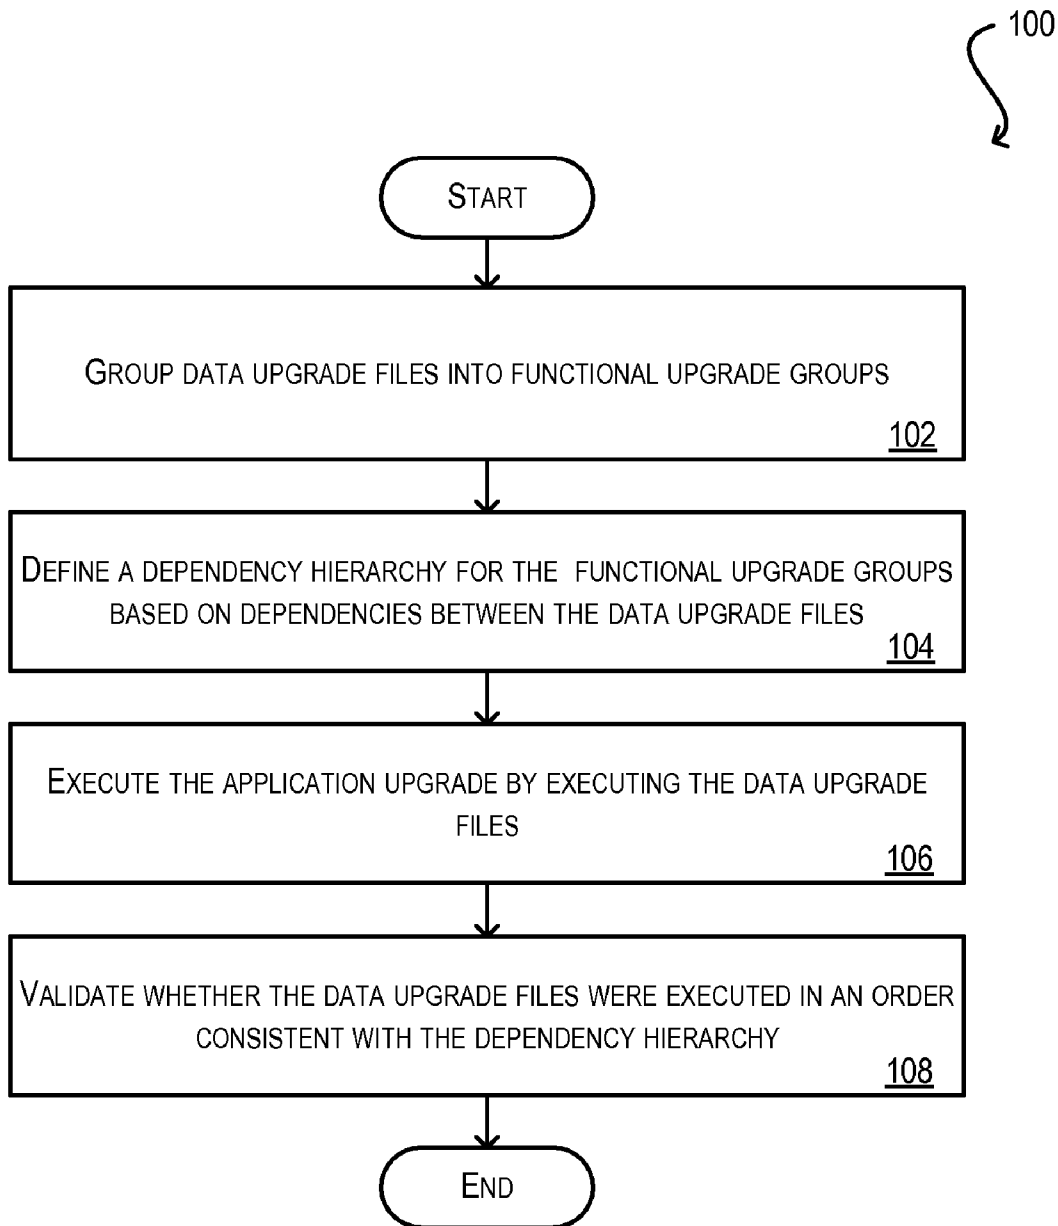 100
START
GROUP DATA UPGRADE FILES INTO FUNCTIONAL UPGRADE GROUPS
102
DEFINE A DEPENDENCY HIERARCHY FOR THE FUNCTIONAL UPGRADE GROUPS
BASED ON DEPENDENCIES BETWEEN THE DATA UPGRADE FILES
104
EXECUTE THE APPLICATION UPGRADE BY EXECUTING THE DATA UPGRADE
FILES
106
VALIDATE WHETHER THE DATA UPGRADE FILES WERE EXECUTED IN AN ORDER
CONSISTENT WITH THE DEPENDENCY HIERARCHY
108
END